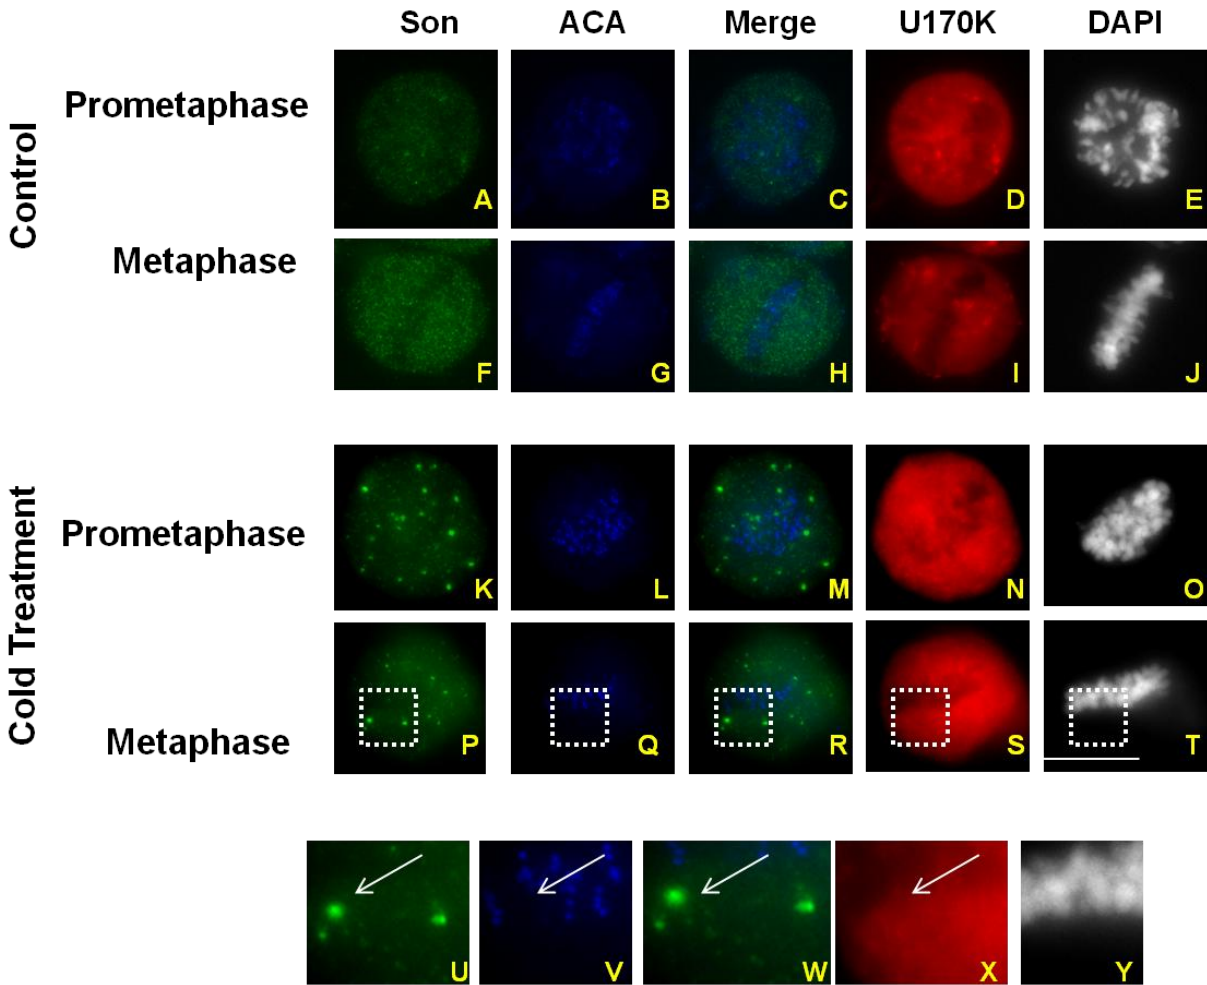 Son ACA Merge U170K DAPI
Control
Prometaphase
A B C D E
Metaphase
F G H I J
Cold Treatment
Prometaphase
K L M N O
Metaphase
P Q R S T
U V W X Y